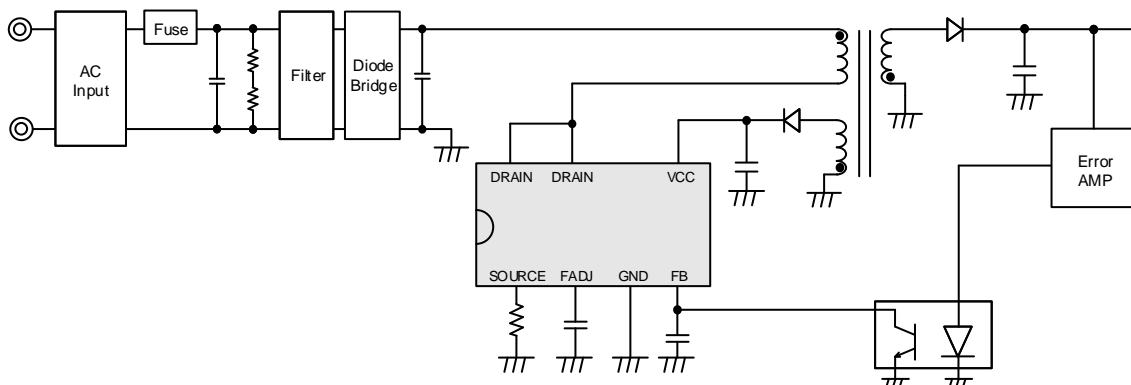 Fuse
AC
Input
Filter
Diode
Bridge
DRAIN
DRAIN
VCC
Error
AMP
SOURCE
FADJ
GND
FB